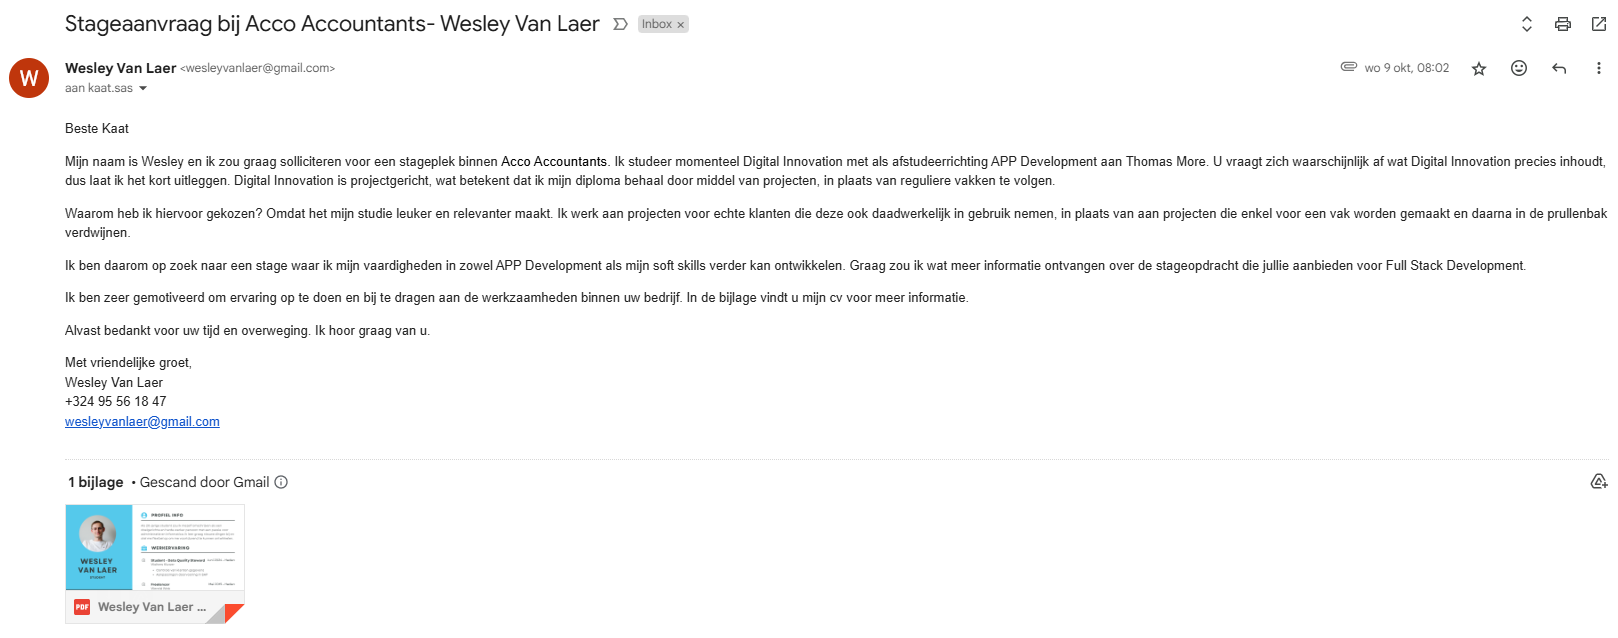 Stageaanvraag bij Acco Accountants- Wesley Van Laer Inbox ×
W
Wesley Van Laer <wesleyvanlaer@gmail.com> wo 9 okt, 08:02
aan kaat.sas
Beste Kaat
Mijn naam is Wesley en ik zou graag solliciteren voor een stageplek binnen Acco Accountants. Ik studeer momenteel Digital Innovation met als afstudeerrichting APP Development aan Thomas More. U vraagt zich waarschijnlijk af wat Digital Innovation precies inhoudt,
dus laat ik het kort uitleggen. Digital Innovation is projectgericht, wat betekent dat ik mijn diploma behaal door middel van projecten, in plaats van reguliere vakken te volgen.
Waarom heb ik hiervoor gekozen? Omdat het mijn studie leuker en relevanter maakt. Ik werk aan projecten voor echte klanten die deze ook daadwerkelijk in gebruik nemen, in plaats van aan projecten die enkel voor een vak worden gemaakt en daarna in de prullenbak
verdwijnen.
Ik ben daarom op zoek naar een stage waar ik mijn vaardigheden in zowel APP Development als mijn soft skills verder kan ontwikkelen. Graag zou ik wat meer informatie ontvangen over de stageopdracht die jullie aanbieden voor Full Stack Development.
Ik ben zeer gemotiveerd om ervaring op te doen en bij te dragen aan de werkzaamheden binnen uw bedrijf. In de bijlage vindt u mijn cv voor meer informatie.
Alvast bedankt voor uw tijd en overweging. Ik hoor graag van u.
Met vriendelijke groet,
Wesley Van Laer
+324 95 56 18 47
wesleyvanlaer@gmail.com
1 bijlage • Gescand door Gmail
WESLEY
VAN LAER
STUDENT
PROFIEL INFO
WERKERVARING
Student - Data Quality Steward
PDF Wesley Van Laer ...